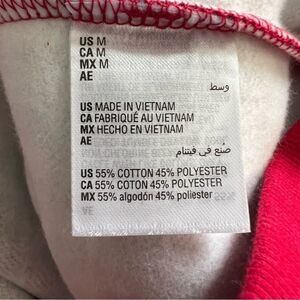 US M
CA M
MX M
AE
وسط
US MADE IN VIETNAM
CA FABRIQUÉ AU VIETNAM
MX HECHO EN VIETNAM
AE
صنع في فيتنام
US 55% COTTON 45% POLYESTER
CA 55% COTTON 45% POLYESTER
MX 55% algodón 45% poliester